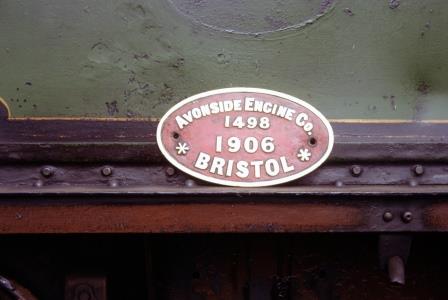 AVONSIDE ENGINE CO.
1498
1906
* BRISTOL *